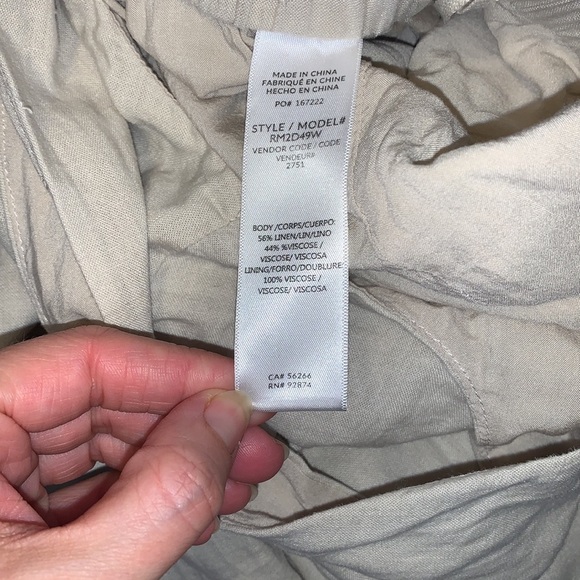 MADE IN CHINA
FABRIQUÉ EN CHINE
HECHO EN CHINA
PO# 167222
STYLE / MODEL#
RM2D49W
VENDOR CODE / CODE
VENDEUR#
2751
BODY /CORPS/CUERPO:
56% LINEN/LIN/LINO
44% %VISCOSE /
VISCOSE/ VISCOSA
LINING/FORRO/DOUBLURE:
100% VISCOSE /
VISCOSE/ VISCOSA
CA# 56266
RN# 92874